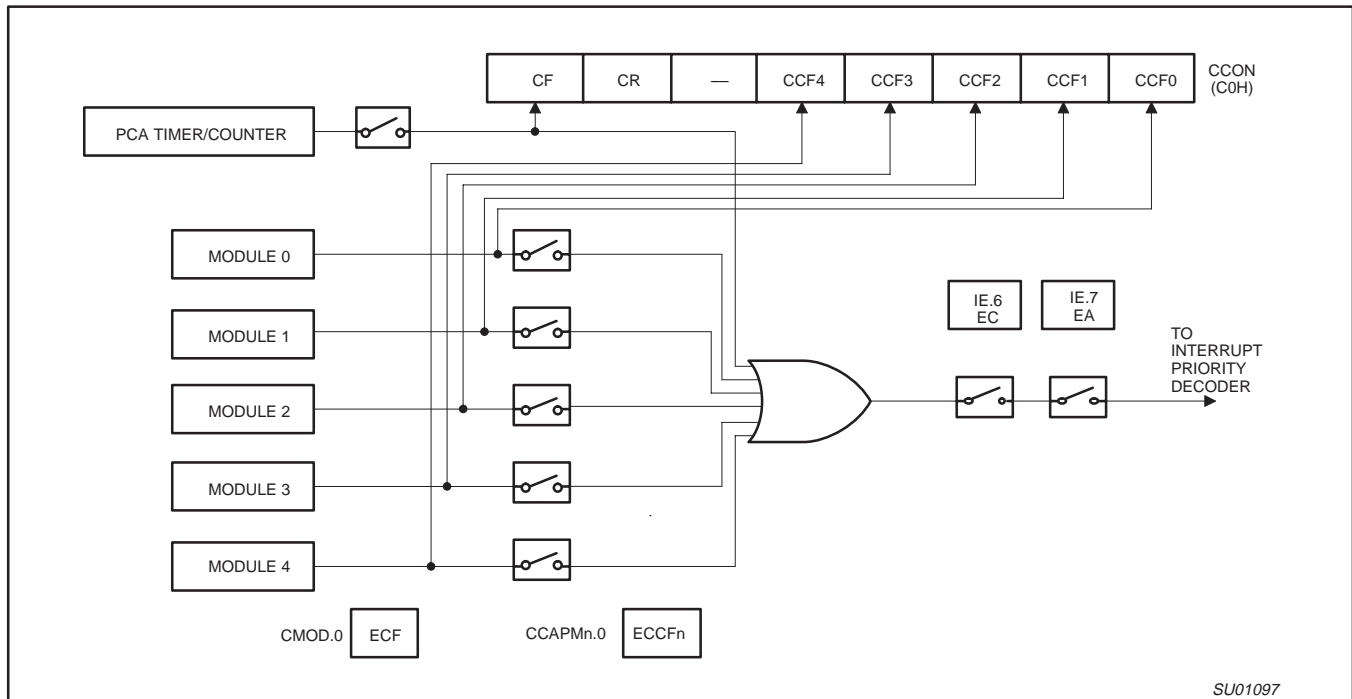 CF CR — CCF4 CCF3 CCF2 CCF1 CCF0
CCON
(C0H)
PCA TIMER/COUNTER
MODULE 0
MODULE 1
IE.6
EC
IE.7
EA
TO
INTERRUPT
PRIORITY
DECODER
MODULE 2
MODULE 3
MODULE 4
CMOD.0 ECF CCAPMn.0 ECCFn
SU01097